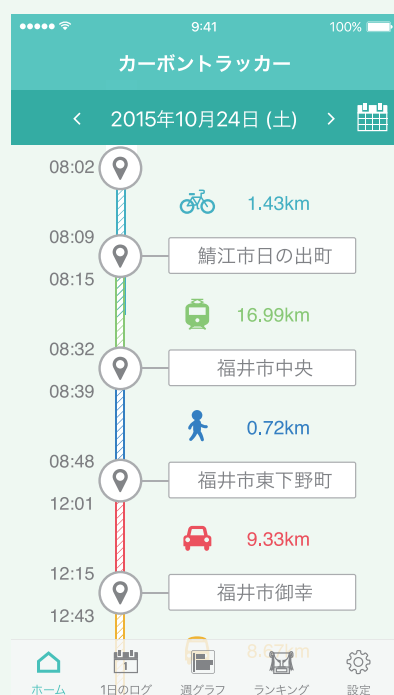 9:41
100%
カーボントラッカー
2015年10月24日 (土)
08:02
1.43km
08:09
鯖江市日の出町
08:15
16.99km
08:32
福井市中央
08:39
0.72km
08:48
福井市東下野町
12:01
9.33km
12:15
福井市御幸
12:43
8.67km
1
ホーム
1日のログ
週グラフ
ランキング
設定